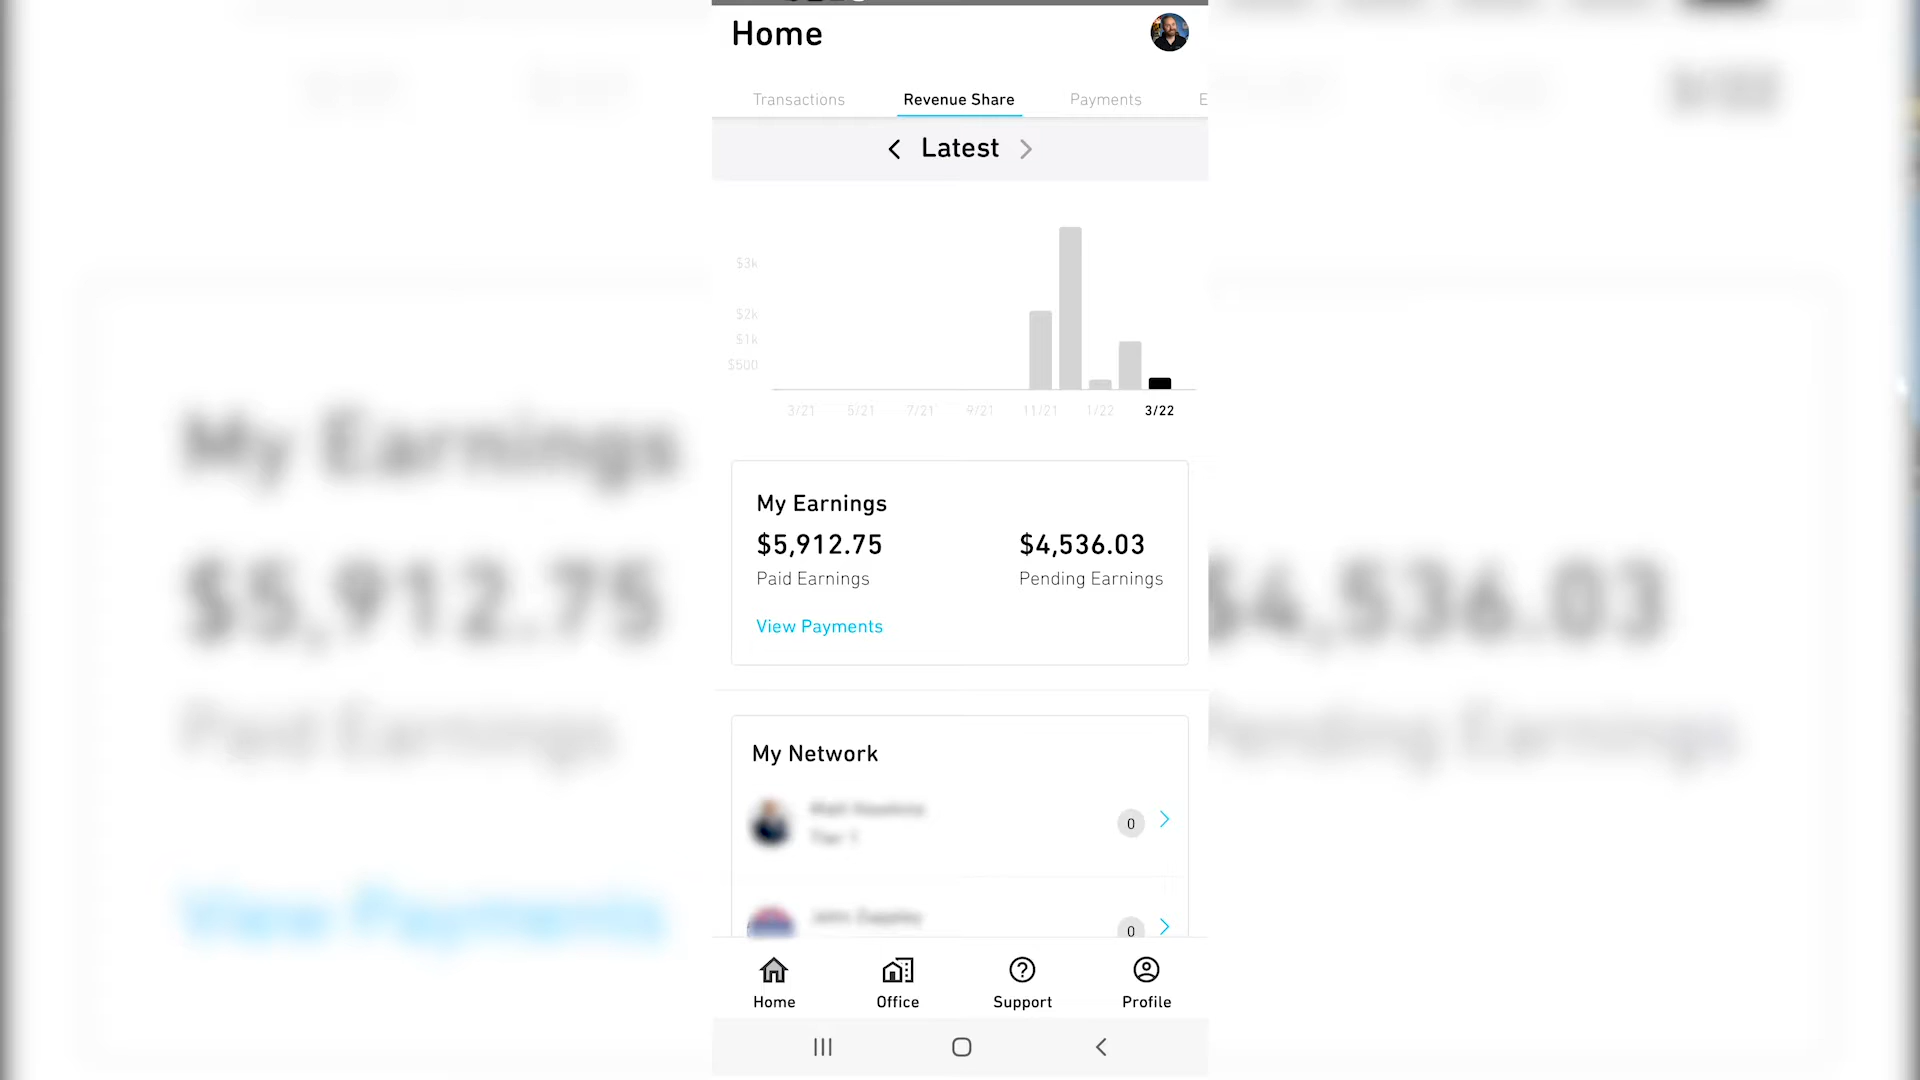 Home
Transactions Revenue Share Payments E
Latest
$3k
$2k
$1k
$500
3/21 5/21 7/21 9/21 11/21 1/22 3/22
My Earnings
$5,912.75 $4,536.03
Paid Earnings Pending Earnings
View Payments
My Network
Tier 1
0
0
Home Office Support Profile
My Earnings
$5,912.75
$4,536.03
Paid Earnings
Pending Earnings
View Payments